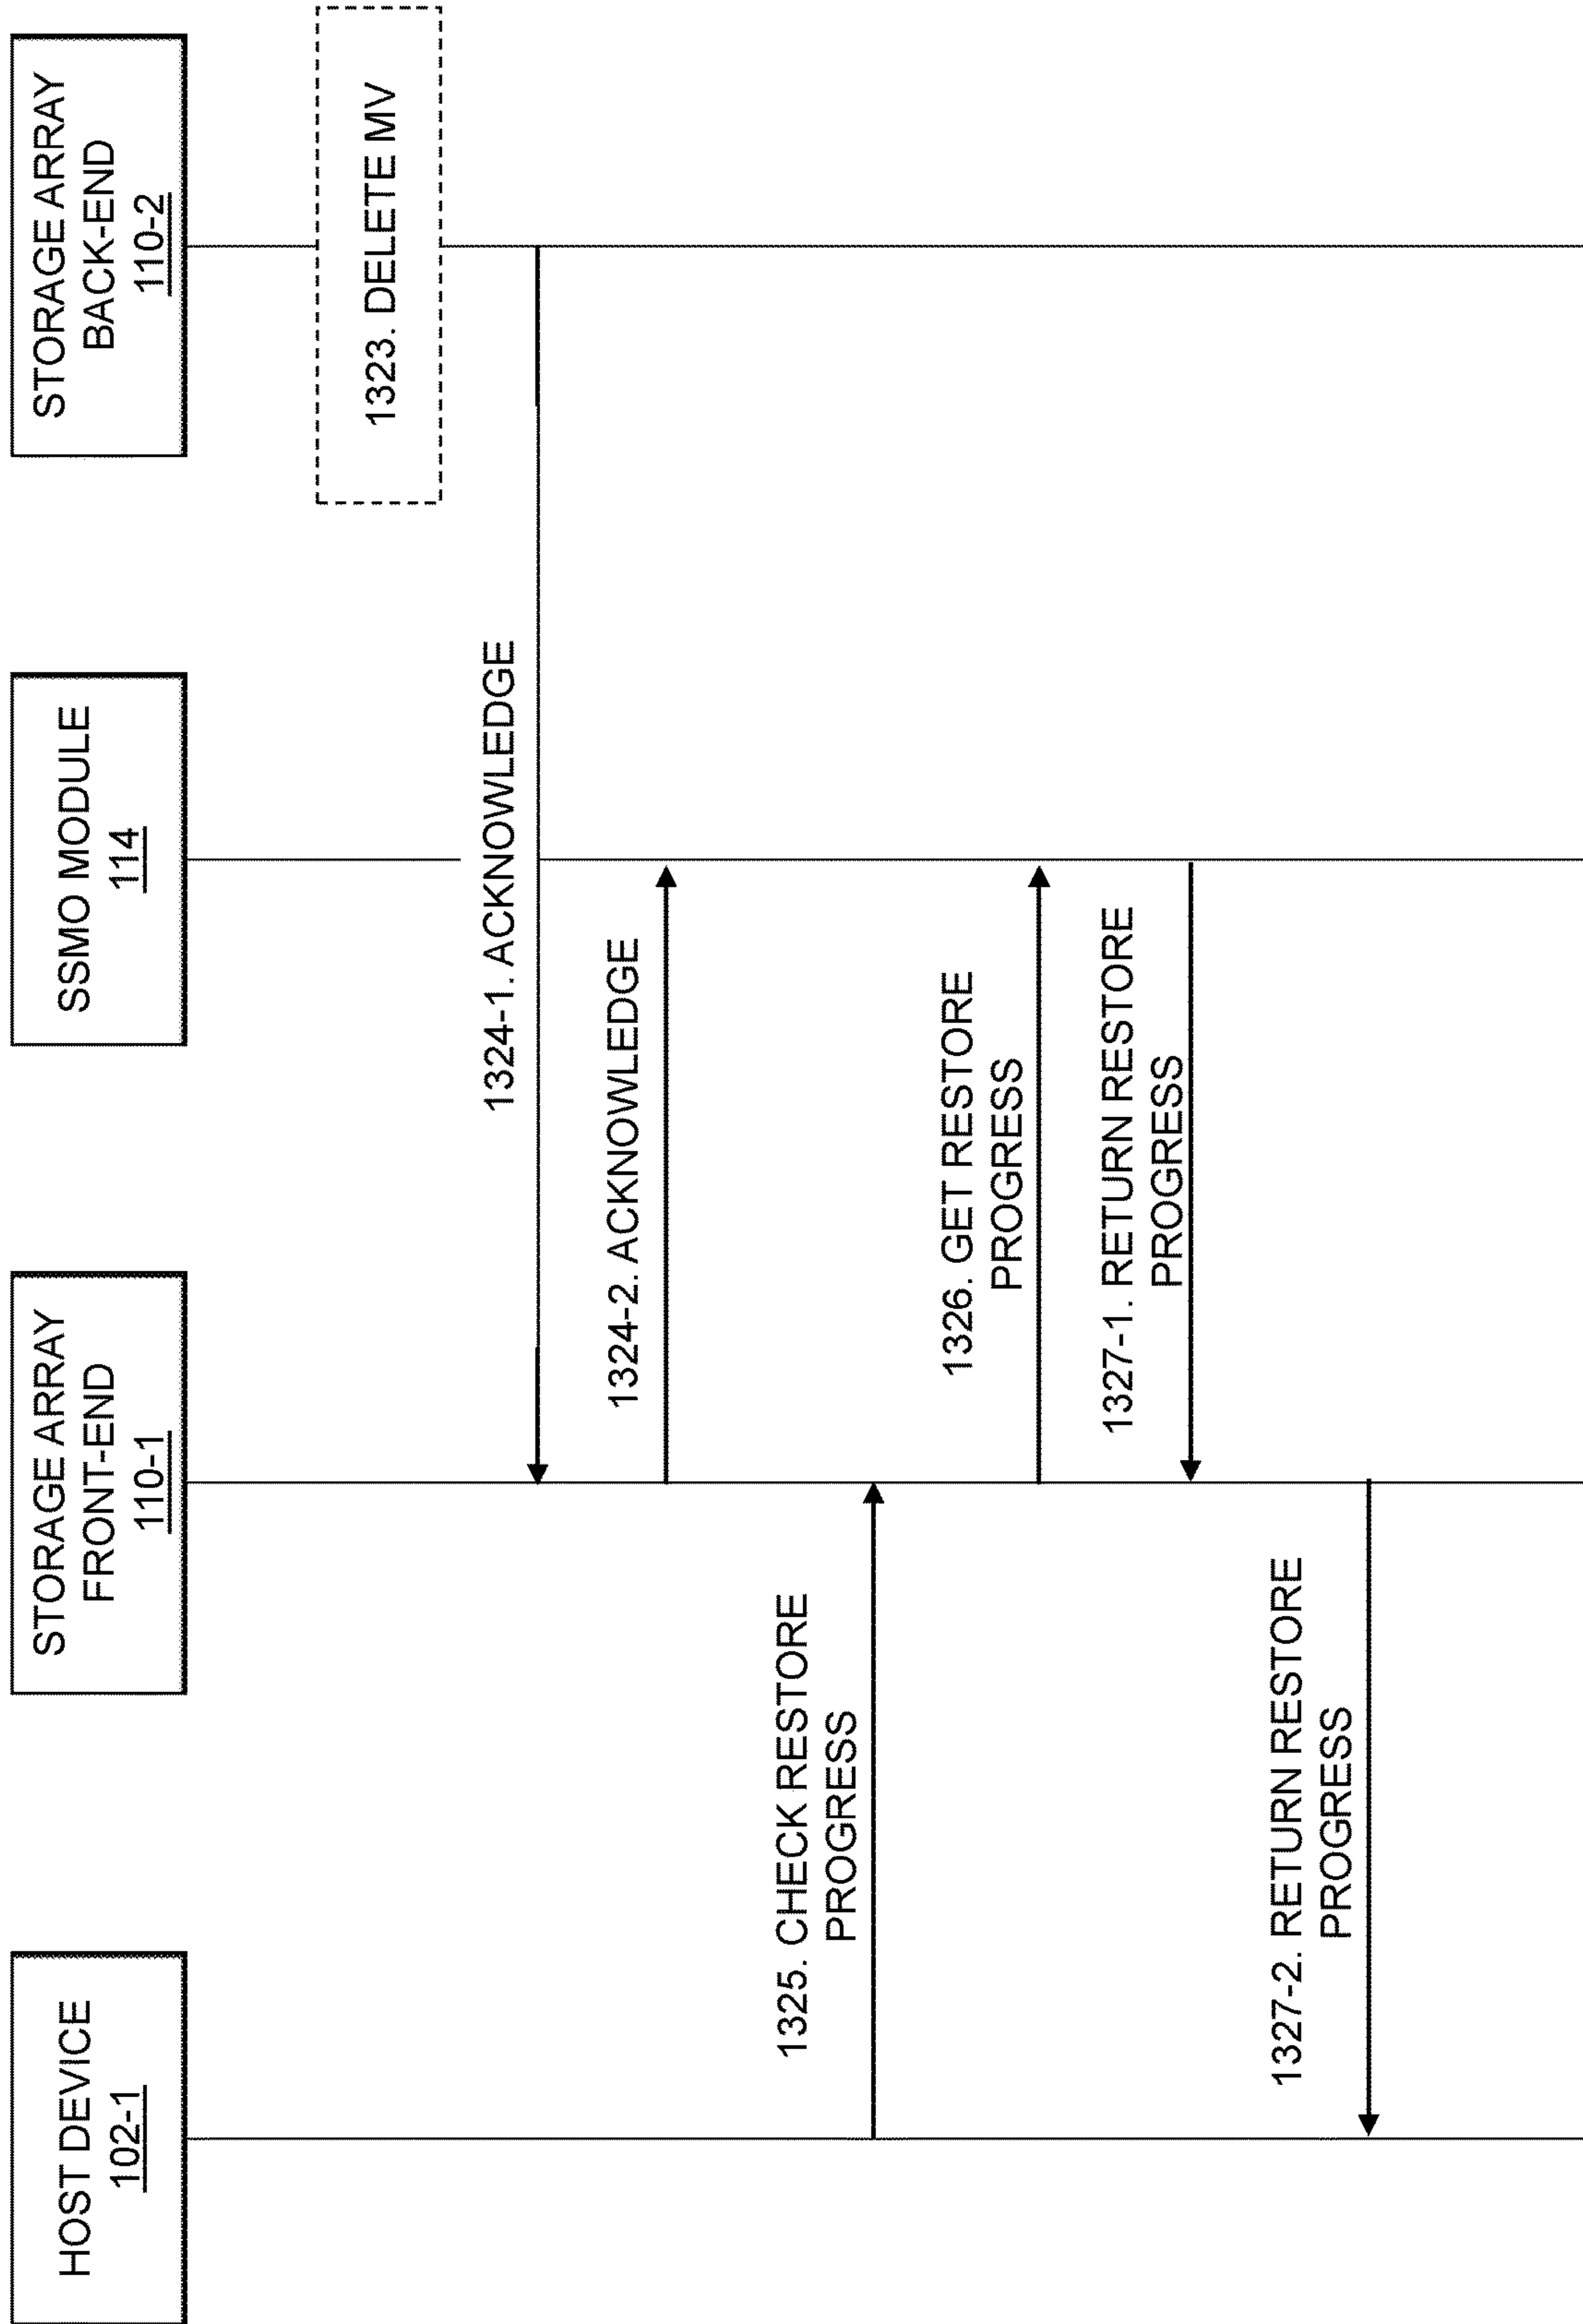 HOST DEVICE
102-1
STORAGE ARRAY
FRONT-END
110-1
SSMO MODULE
114
STORAGE ARRAY
BACK-END
110-2
1323. DELETE MV
1324-1. ACKNOWLEDGE
1324-2. ACKNOWLEDGE
1325. CHECK RESTORE
PROGRESS
1326. GET RESTORE
PROGRESS
1327-1. RETURN RESTORE
PROGRESS
1327-2. RETURN RESTORE
PROGRESS